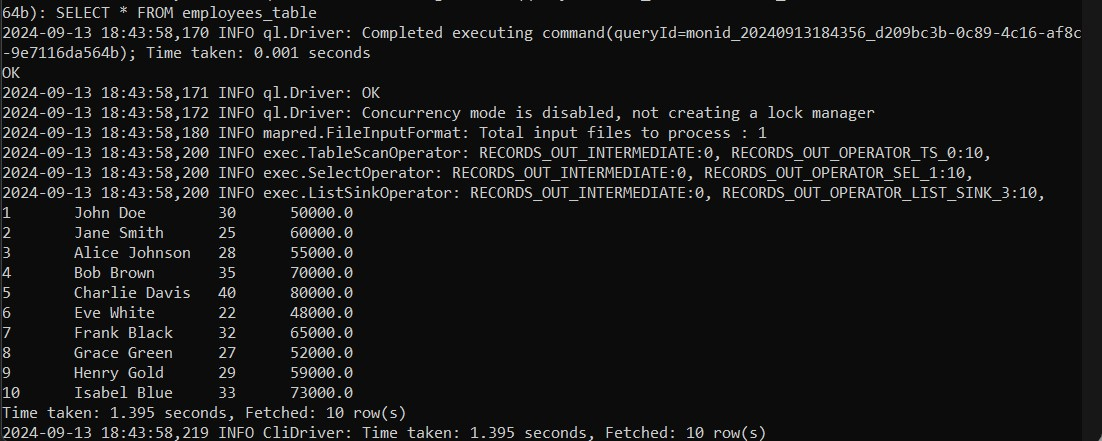 64b): SELECT * FROM employees_table
2024-09-13 18:43:58,170 INFO ql.Driver: Completed executing command(queryId=monid_20240913184356_d209bc3b-0c89-4c16-af8c
-9e7116da564b); Time taken: 0.001 seconds
OK
2024-09-13 18:43:58,171 INFO ql.Driver: OK
2024-09-13 18:43:58,172 INFO ql.Driver: Concurrency mode is disabled, not creating a lock manager
2024-09-13 18:43:58,180 INFO mapred.FileInputFormat: Total input files to process : 1
2024-09-13 18:43:58,200 INFO exec.TableScanOperator: RECORDS_OUT_INTERMEDIATE:0, RECORDS_OUT_OPERATOR_TS_0:10,
2024-09-13 18:43:58,200 INFO exec.SelectOperator: RECORDS_OUT_INTERMEDIATE:0, RECORDS_OUT_OPERATOR_SEL_1:10,
2024-09-13 18:43:58,200 INFO exec.ListSinkOperator: RECORDS_OUT_INTERMEDIATE:0, RECORDS_OUT_OPERATOR_LIST_SINK_3:10,
1	John Doe	30	50000.0
2	Jane Smith	25	60000.0
3	Alice Johnson	28	55000.0
4	Bob Brown	35	70000.0
5	Charlie Davis	40	80000.0
6	Eve White	22	48000.0
7	Frank Black	32	65000.0
8	Grace Green	27	52000.0
9	Henry Gold	29	59000.0
10	Isabel Blue	33	73000.0
Time taken: 1.395 seconds, Fetched: 10 row(s)
2024-09-13 18:43:58,219 INFO CliDriver: Time taken: 1.395 seconds, Fetched: 10 row(s)